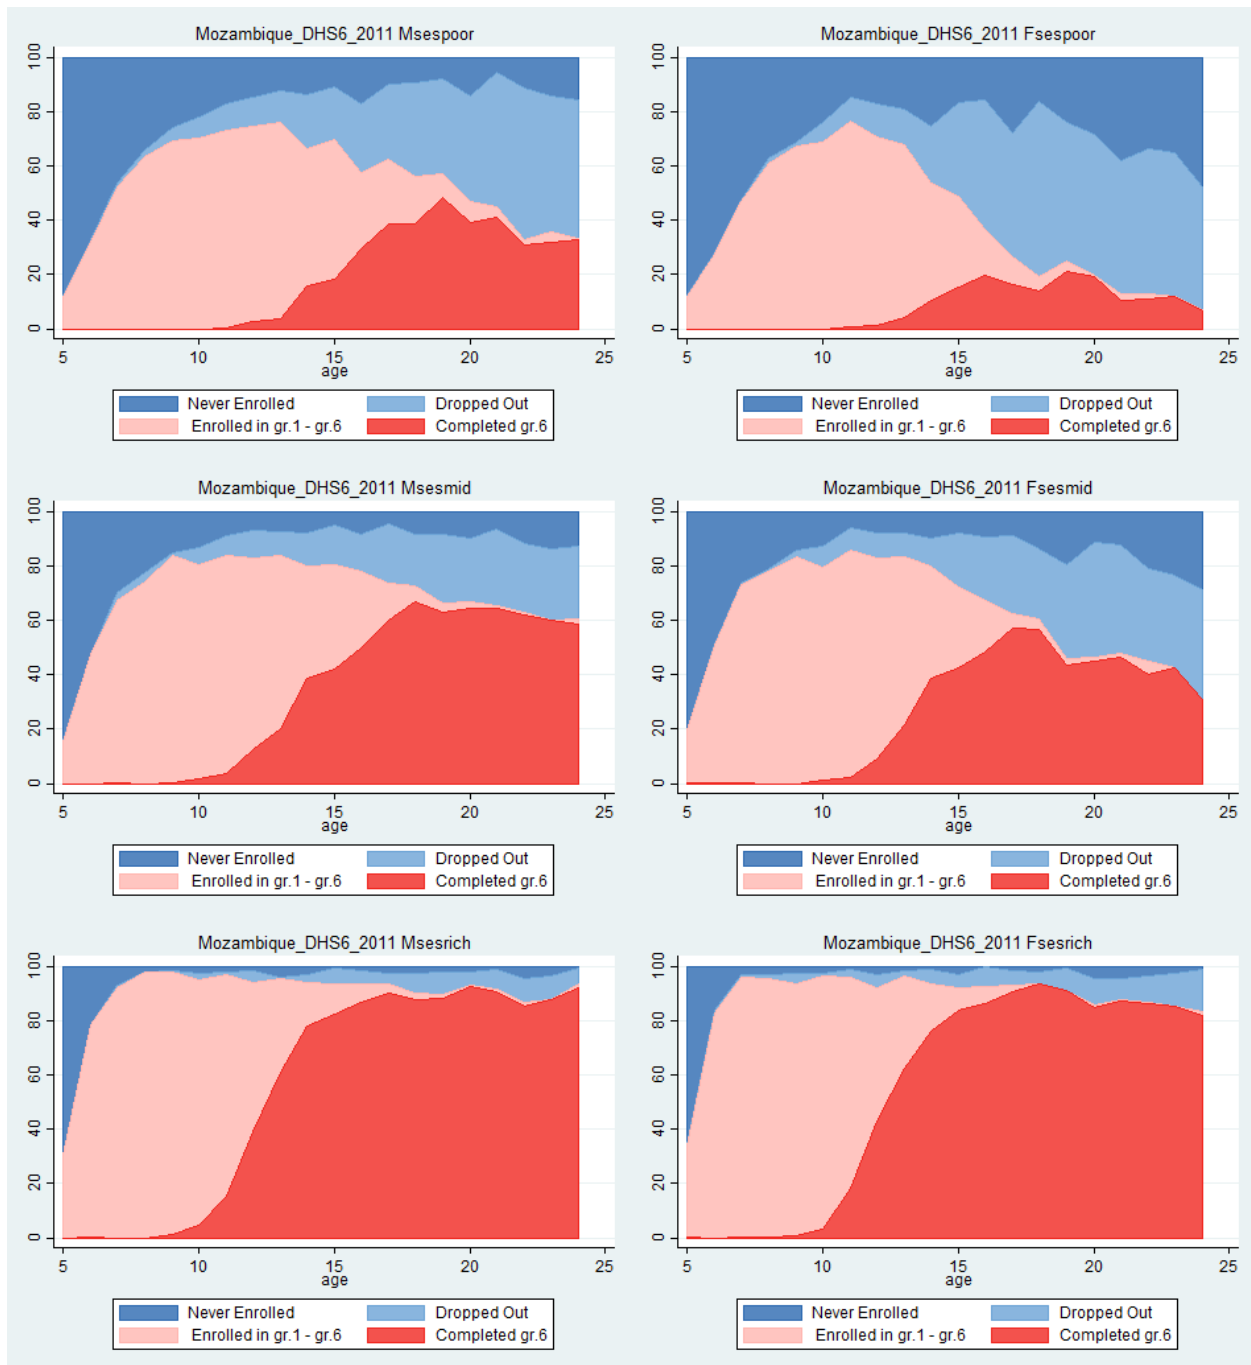 Mozambique_DHS6_2011 Msespoor
100
80
60
40
20
0
5 10 15 20 25
age
Never Enrolled Dropped Out
Enrolled in gr.1 - gr.6 Completed gr.6
Mozambique_DHS6_2011 Fsespoor
100
80
60
40
20
0
5 10 15 20 25
age
Never Enrolled Dropped Out
Enrolled in gr.1 - gr.6 Completed gr.6
Mozambique_DHS6_2011 Msesmid
100
80
60
40
20
0
5 10 15 20 25
age
Never Enrolled Dropped Out
Enrolled in gr.1 - gr.6 Completed gr.6
Mozambique_DHS6_2011 Fsesmid
100
80
60
40
20
0
5 10 15 20 25
age
Never Enrolled Dropped Out
Enrolled in gr.1 - gr.6 Completed gr.6
Mozambique_DHS6_2011 Msesrich
100
80
60
40
20
0
5 10 15 20 25
age
Never Enrolled Dropped Out
Enrolled in gr.1 - gr.6 Completed gr.6
Mozambique_DHS6_2011 Fsesrich
100
80
60
40
20
0
5 10 15 20 25
age
Never Enrolled Dropped Out
Enrolled in gr.1 - gr.6 Completed gr.6